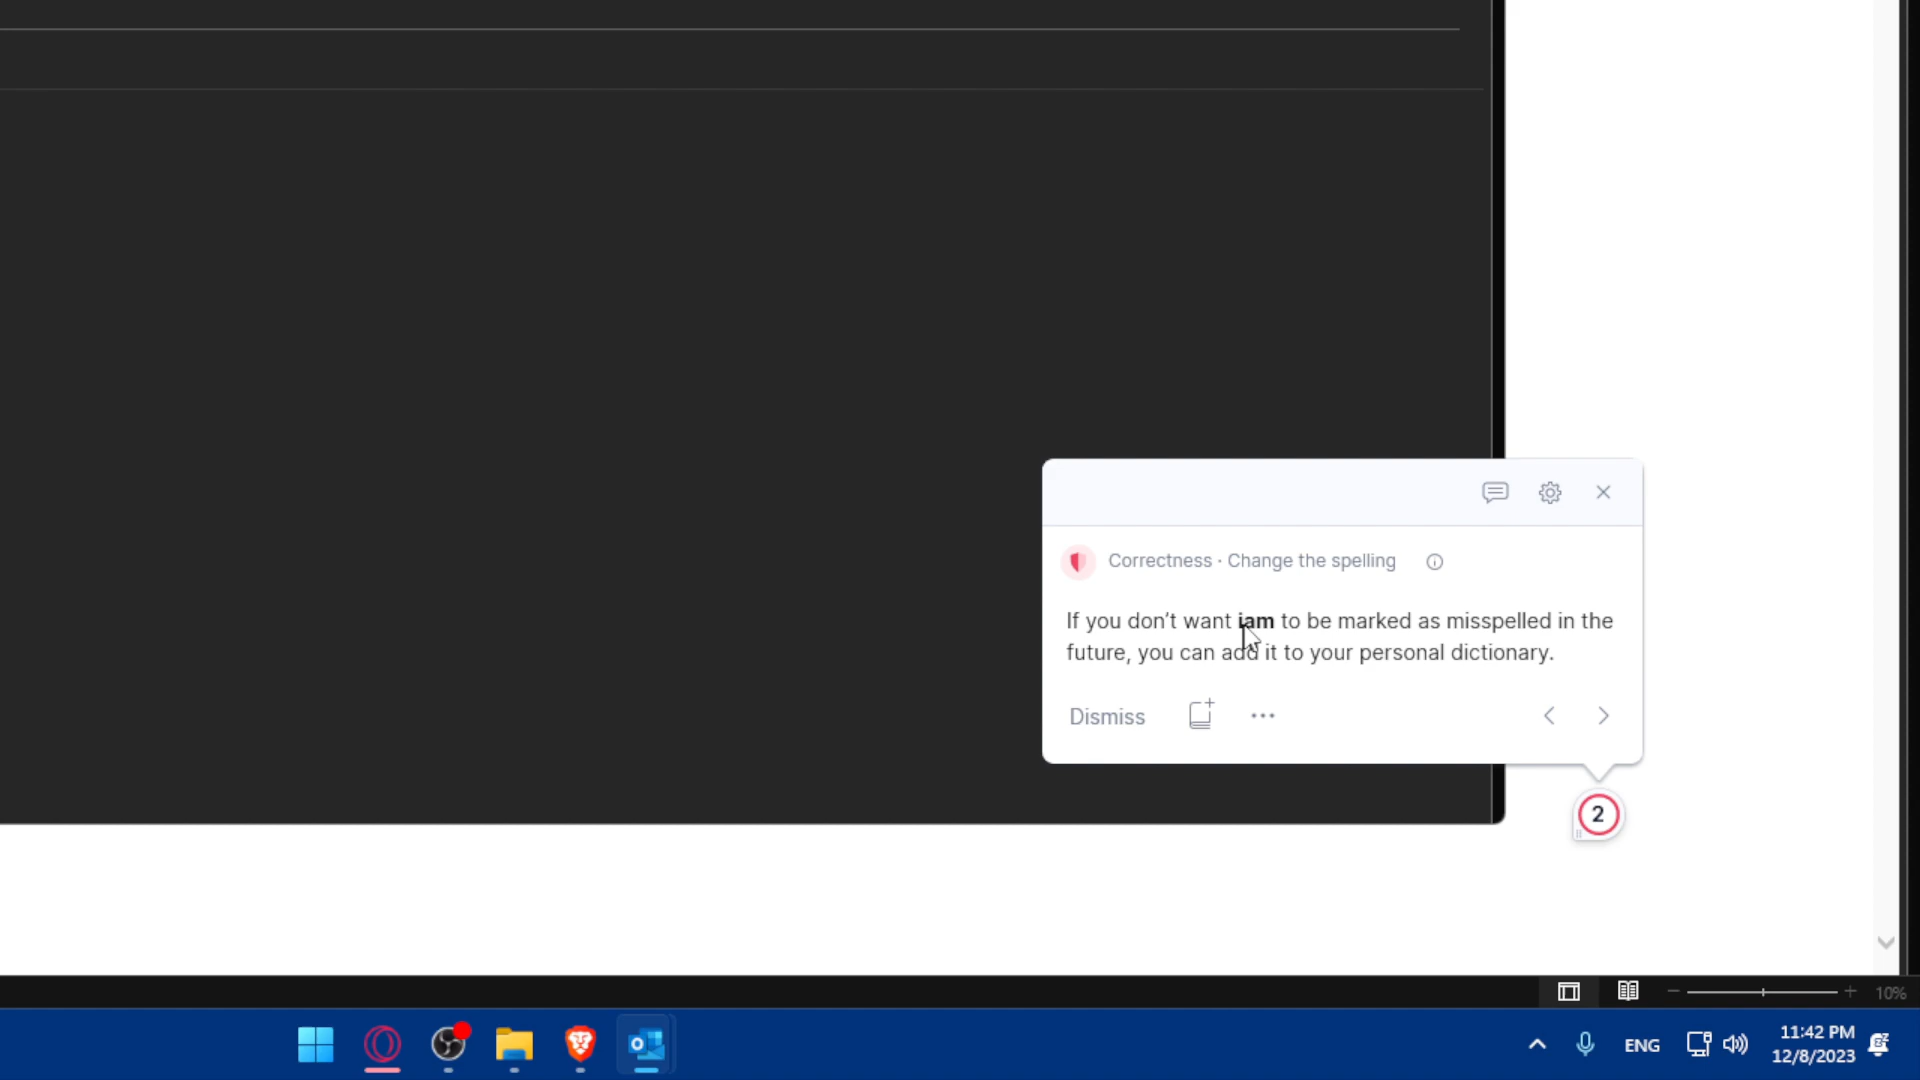 Correctness · Change the spelling
If you don’t want iam to be marked as misspelled in the
future, you can add it to your personal dictionary.
Dismiss
2
10%
ENG
11:42 PM
12/8/2023